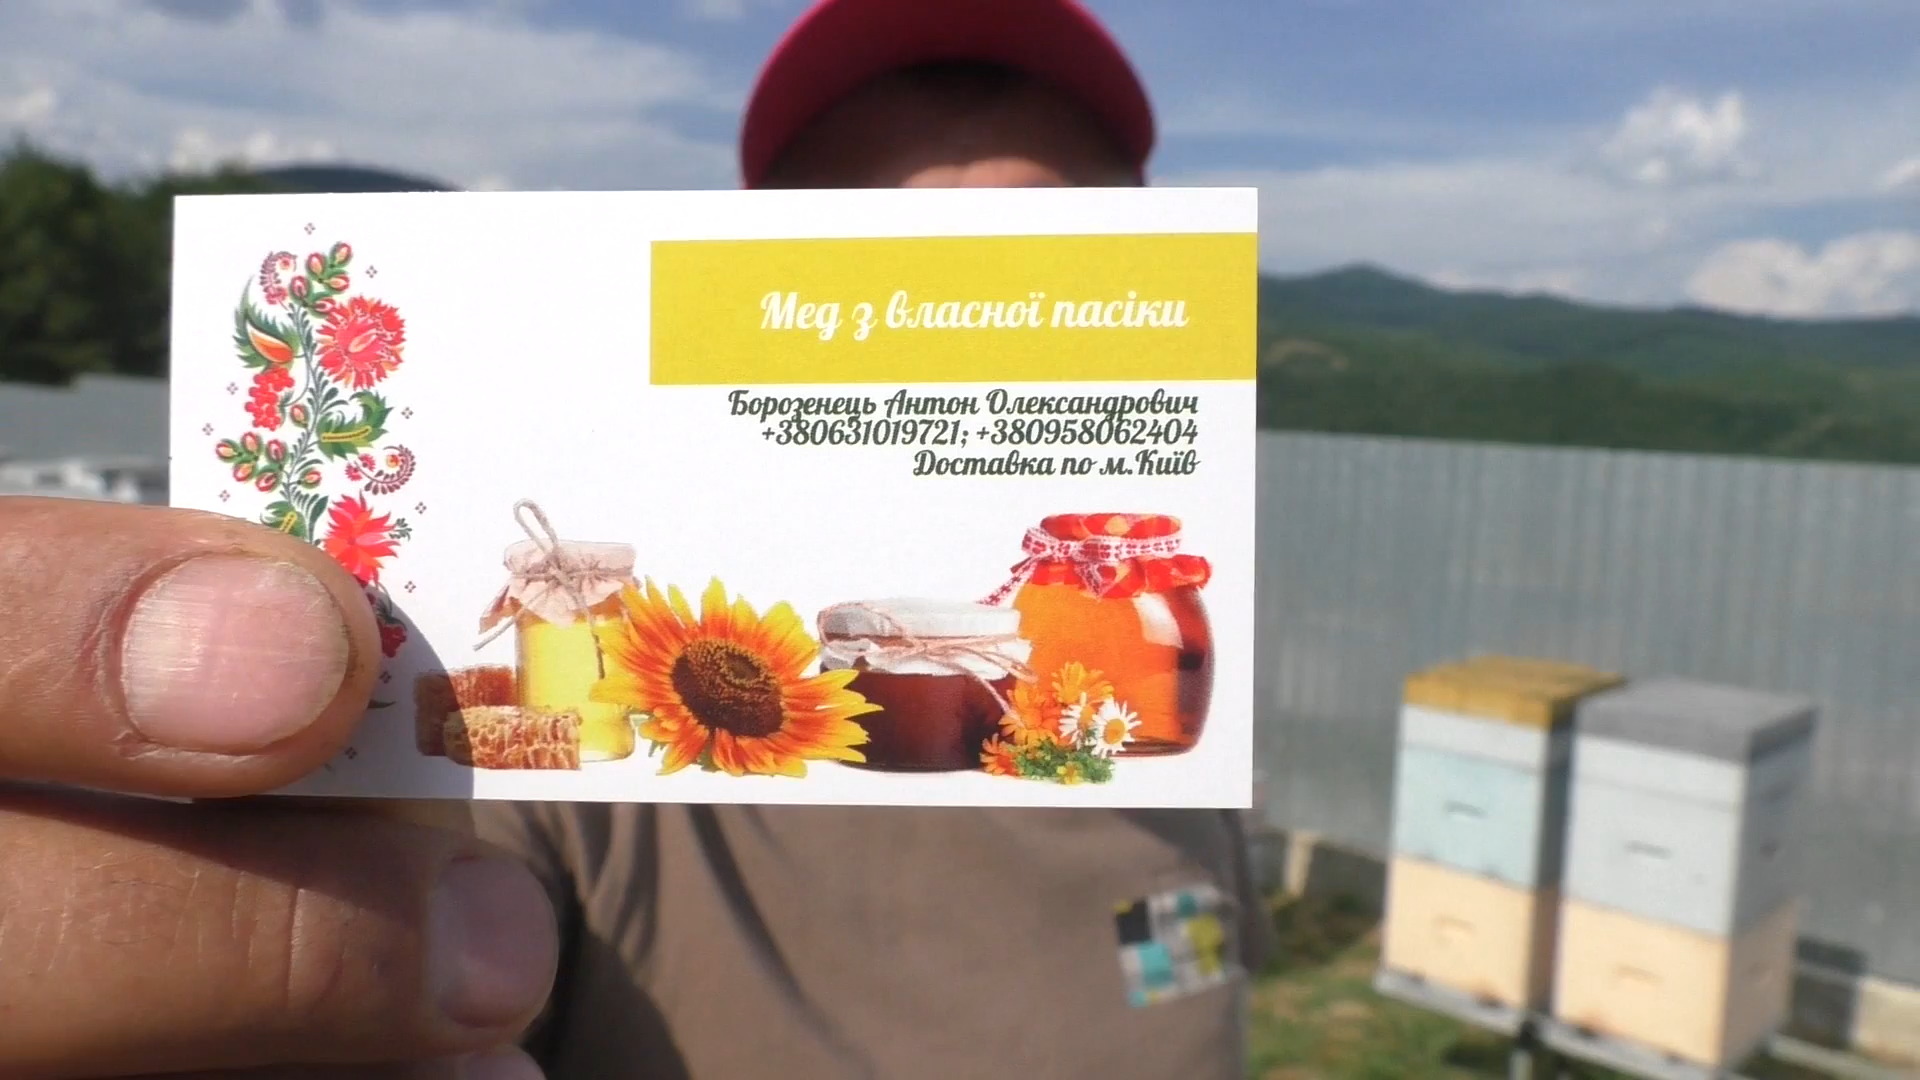 Мед з власної пасіки
Борозенець Антон Олександрович
+380631019721; +380958062404
Доставка по м.Київ